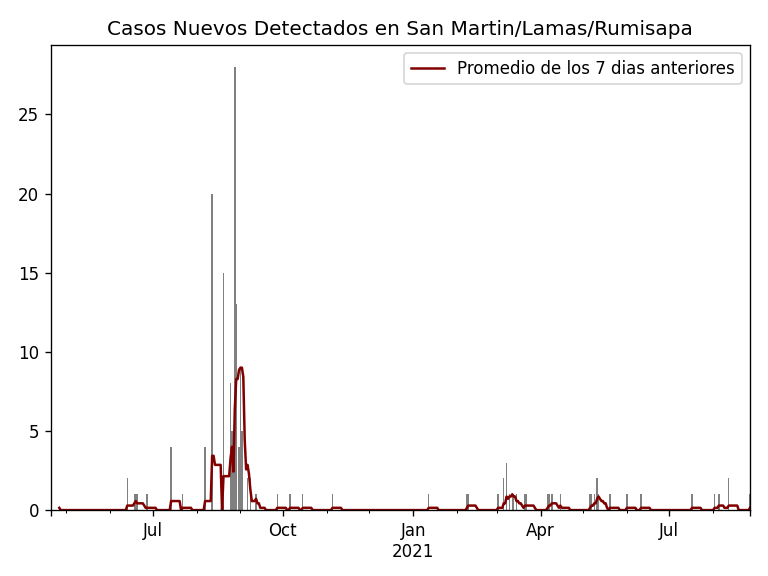 Casos Nuevos Detectados en San Martin/Lamas/Rumisapa
Promedio de los 7 dias anteriores
25
20
15
10
5
0
Jul
Oct
Jan
2021
Apr
Jul